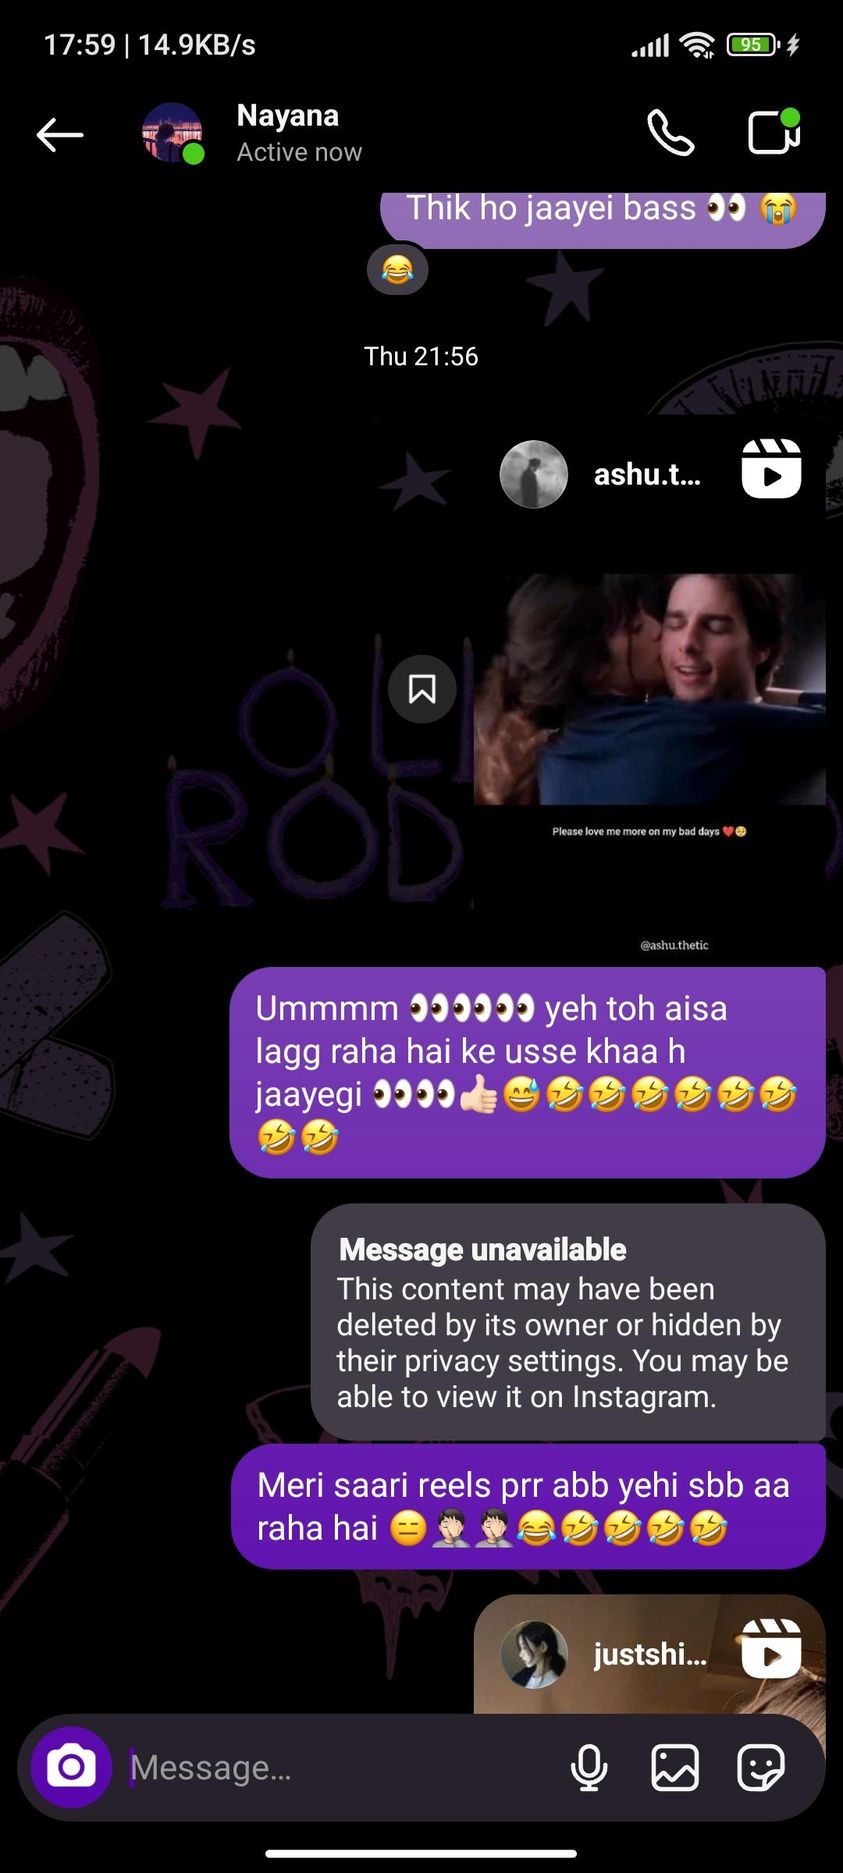 17:59 | 14.9KB/s
95
Nayana
Active now
Thik ho jaayei bass 👀 😭
😂
Thu 21:56
ashu.t...
OLI
ROD
Please love me more on my bad days ❤️🥺
@ashu.thetic
Ummmm 👀👀👀 yeh toh aisa
lagg raha hai ke usse khaa h
jaayegi 👀👀👍🏻😅🤣🤣🤣🤣🤣🤣
🤣🤣
Message unavailable
This content may have been
deleted by its owner or hidden by
their privacy settings. You may be
able to view it on Instagram.
Meri saari reels prr abb yehi sbb aa
raha hai 😑🤦🏻‍♂️🤦🏻‍♂️😂🤣🤣🤣🤣
justshi...
Message...